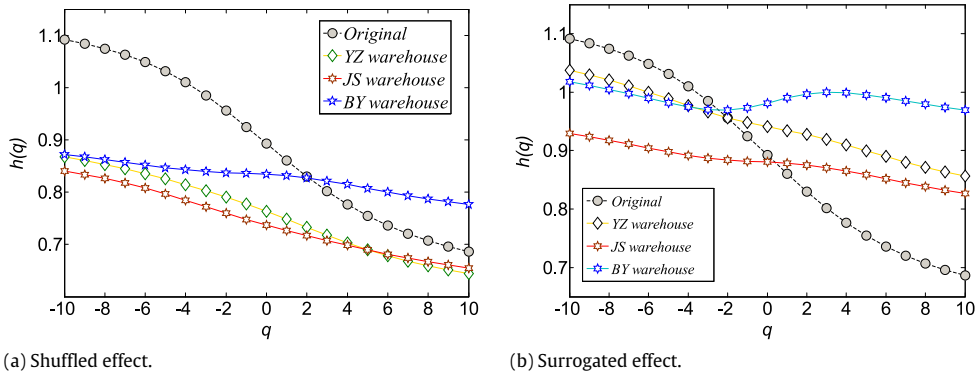 1.1
1
0.9
0.8
0.7
h(q)
-10 -8 -6 -4 -2 0 2 4 6 8 10
q
Original
YZ warehouse
JS warehouse
BY warehouse
(a) Shuffled effect.
1.1
1
0.9
0.8
0.7
h(q)
-10 -8 -6 -4 -2 0 2 4 6 8 10
q
Original
YZ warehouse
JS warehouse
BY warehouse
(b) Surrogated effect.